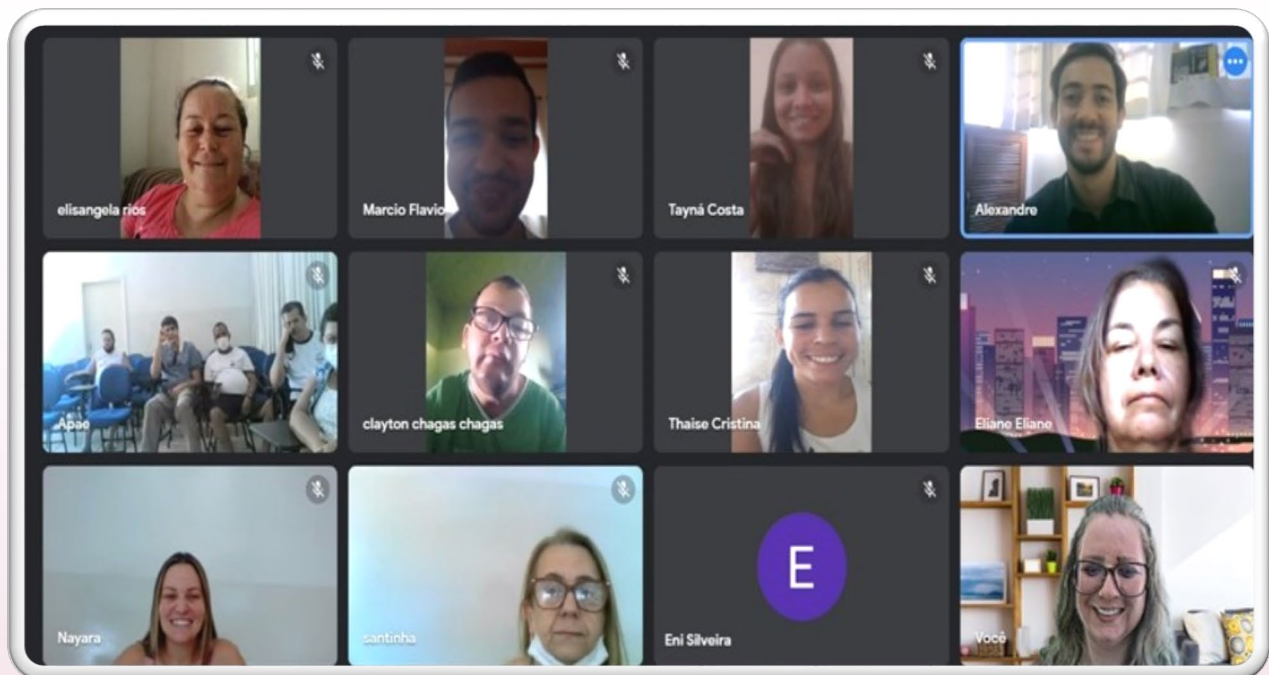 elisangela rios
Marcio Flavio
Tayná Costa
Alexandre
Apae
clayton chagas chagas
Thaise Cristina
Eliane Eliane
Nayara
santinha
E
Eni Silveira
Você